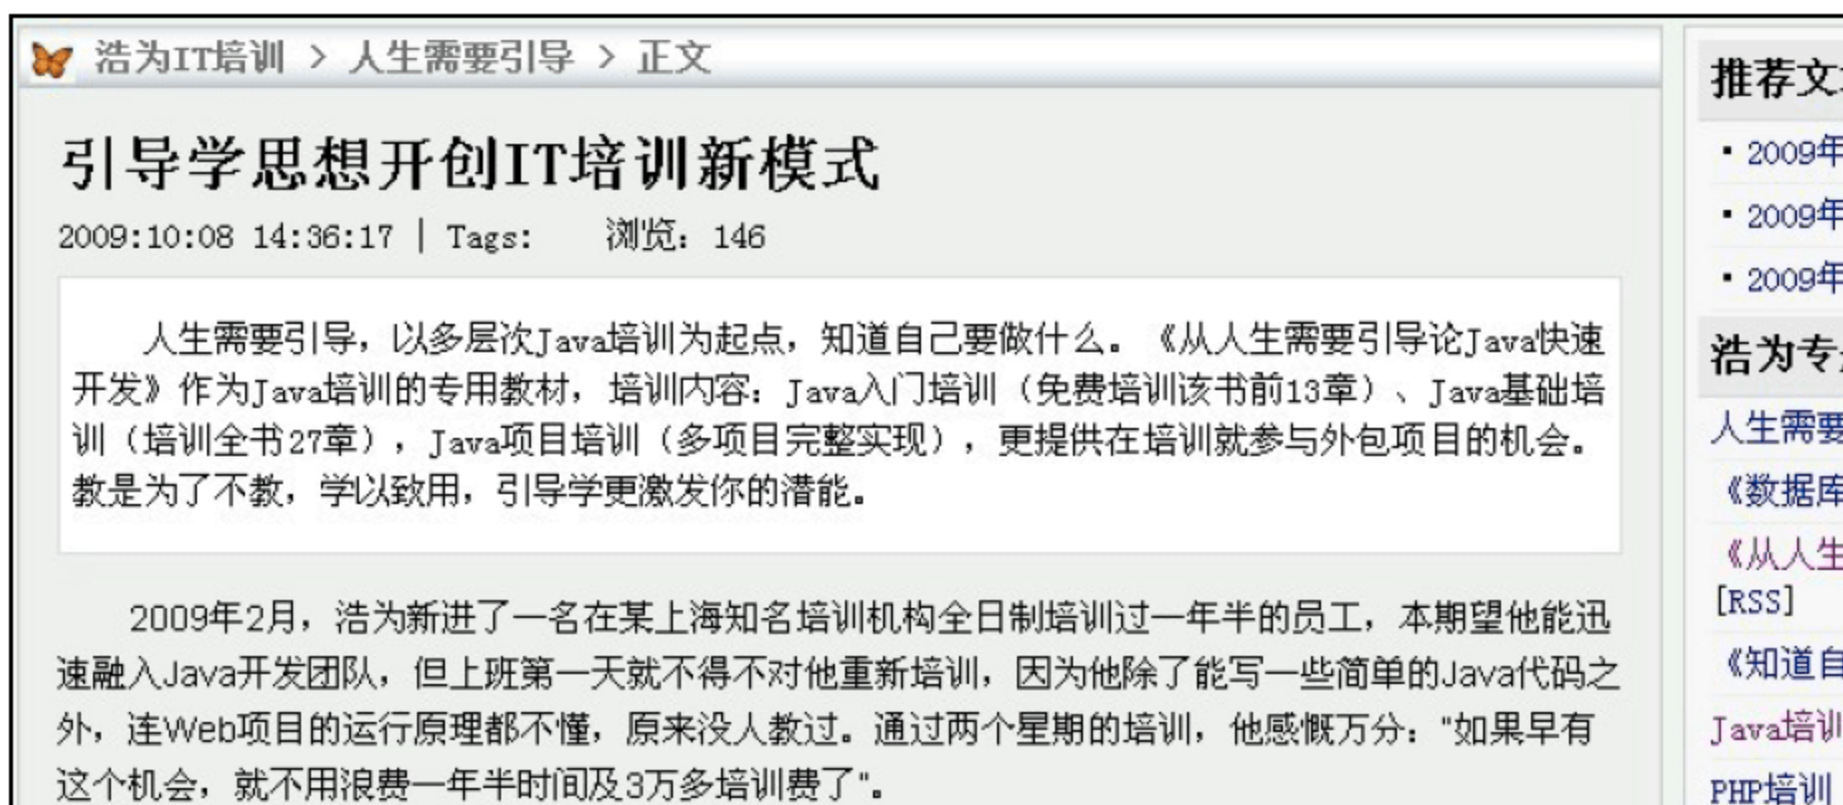 浩为IT培训 > 人生需要引导 > 正文
引导学思想开创IT培训新模式
2009:10:08 14:36:17 | Tags: 浏览：146
人生需要引导，以多层次Java培训为起点，知道自己要做什么。《从人生需要引导论Java快速
开发》作为Java培训的专用教材，培训内容：Java入门培训（免费培训该书前13章）、Java基础培
训（培训全书27章），Java项目培训（多项目完整实现），更提供在培训就参与外包项目的机会。
教是为了不教，学以致用，引导学更激发你的潜能。
2009年2月，浩为新进了一名在某上海知名培训机构全日制培训过一年半的员工，本期望他能迅
速融入Java开发团队，但上班第一天就不得不对他重新培训，因为他除了能写一些简单的Java代码之
外，连Web项目的运行原理都不懂，原来没人教过。通过两个星期的培训，他感慨万分："如果早有
这个机会，就不用浪费一年半时间及3万多培训费了"。
推荐文
▪ 2009年
▪ 2009年
▪ 2009年
浩为专
人生需要
《数据库
《从人生
[RSS]
《知道自
Java培训
PHP培训